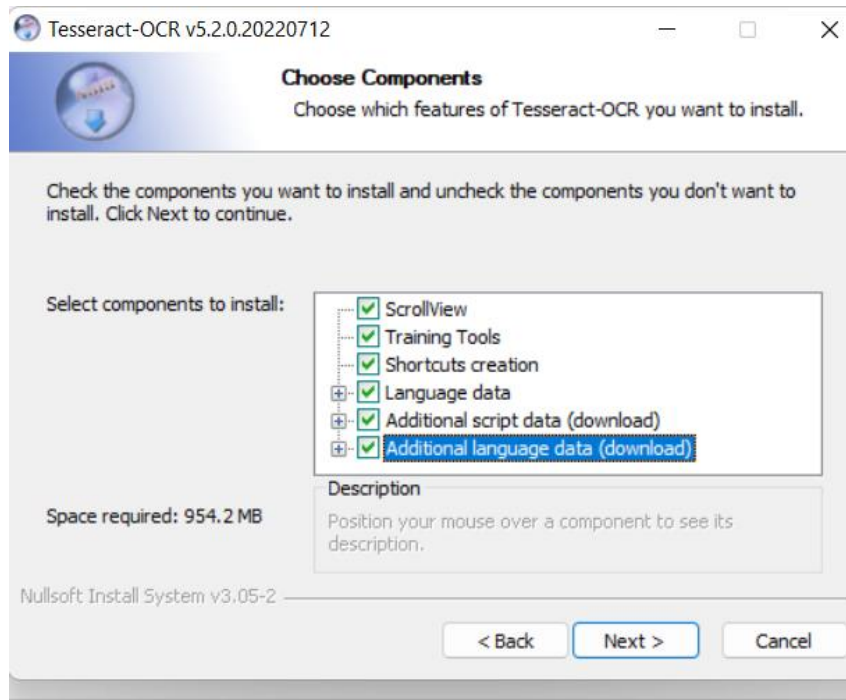 Tesseract-OCR v5.2.0.20220712
Choose Components
Choose which features of Tesseract-OCR you want to install.
Check the components you want to install and uncheck the components you don't want to
install. Click Next to continue.
Select components to install:
ScrollView
Training Tools
Shortcuts creation
Language data
Additional script data (download)
Additional language data (download)
Space required: 954.2 MB
Description
Position your mouse over a component to see its
description.
Nullsoft Install System v3.05-2
< Back Next > Cancel